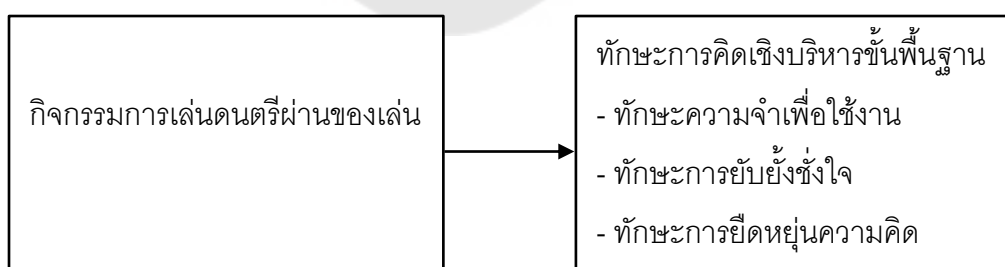 กิจกรรมการเล่นดนตรีผ่านของเล่น
ทักษะการคิดเชิงบริหารขั้นพื้นฐาน
- ทักษะความจำเพื่อใช้งาน
- ทักษะการยับยั้งชั่งใจ
- ทักษะการยืดหยุ่นความคิด